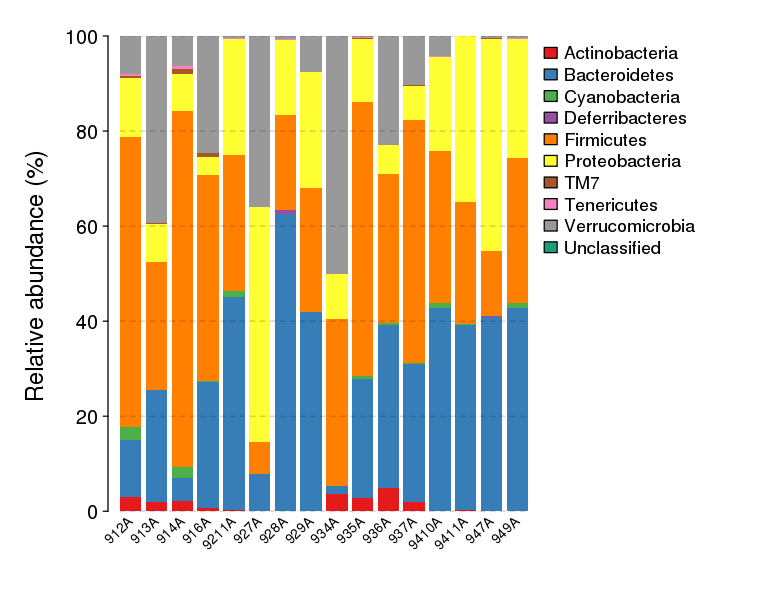 Relative abundance (%)
100
80
60
40
20
0
912A
913A
914A
916A
9211A
927A
928A
929A
934A
935A
936A
937A
9410A
9411A
947A
949A
Actinobacteria
Bacteroidetes
Cyanobacteria
Deferribacteres
Firmicutes
Proteobacteria
TM7
Tenericutes
Verrucomicrobia
Unclassified